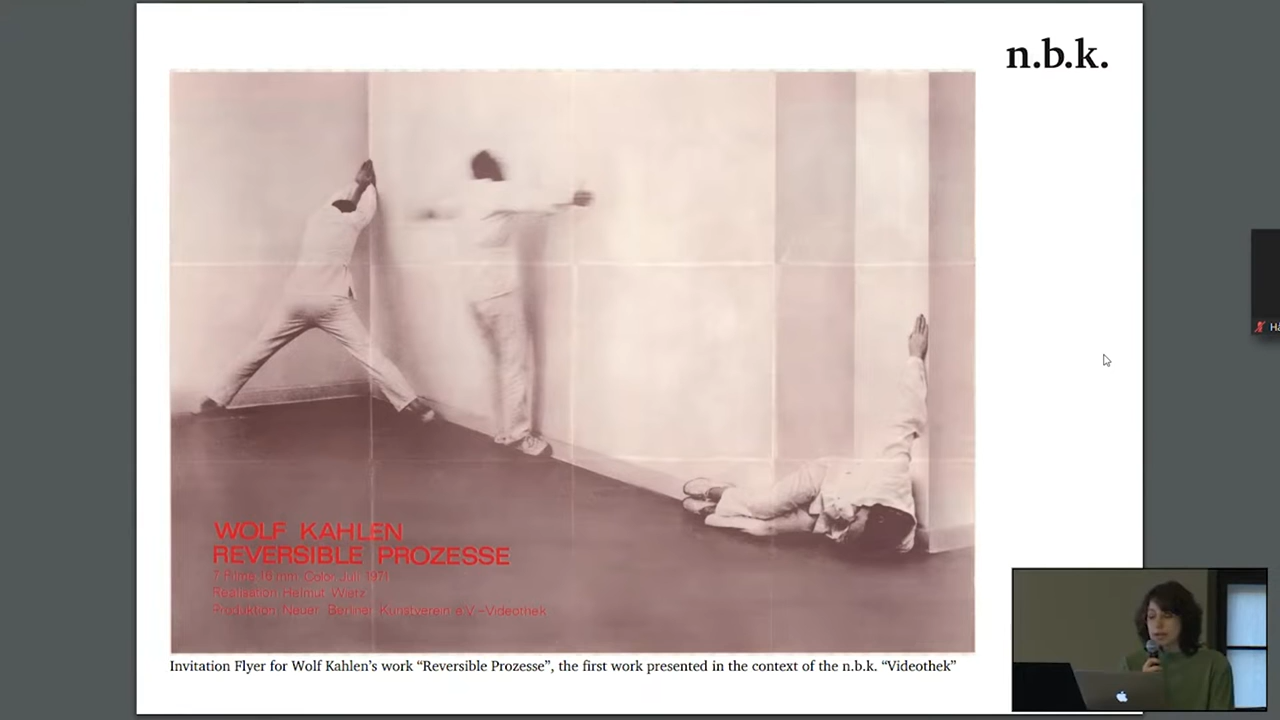 n.b.k.
WOLF KAHLEN
REVERSIBLE PROZESSE
7 Films 16 mm Color Juli 1971
Realisation Helmut Wietz
Produktion Neuer Berliner Kunstverein e.V.-Videothek
Invitation Flyer for Wolf Kahlen's work “Reversible Prozesse”, the first work presented in the context of the n.b.k. “Videothek”
Ha